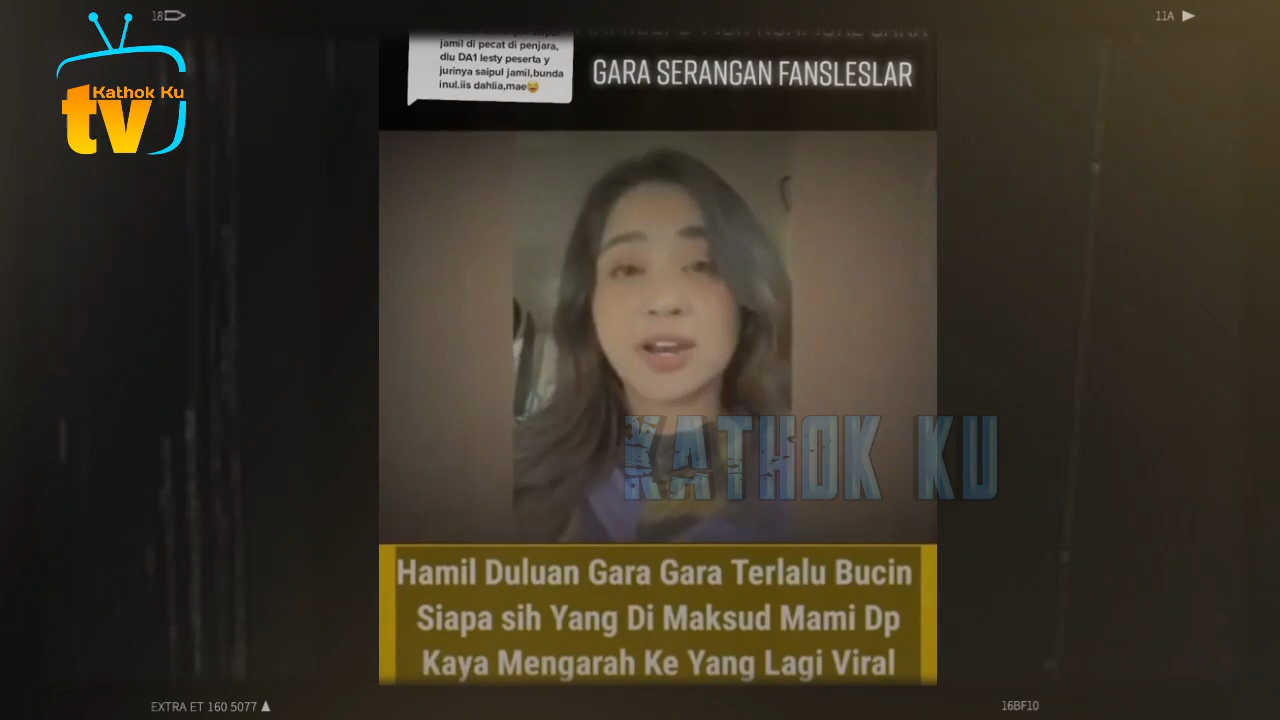 18
11A
Kathok Ku
tv
jamil di pecat di penjara,
dlu DA1 lesty peserta y
jurinya saipul jamil,bunda
inul.iis dahlia,mae😅
GARA SERANGAN FANSLESLAR
KATHOK KU
Hamil Duluan Gara Gara Terlalu Bucin
Siapa sih Yang Di Maksud Mami Dp
Kaya Mengarah Ke Yang Lagi Viral
EXTRA ET 160 5077
16BF10